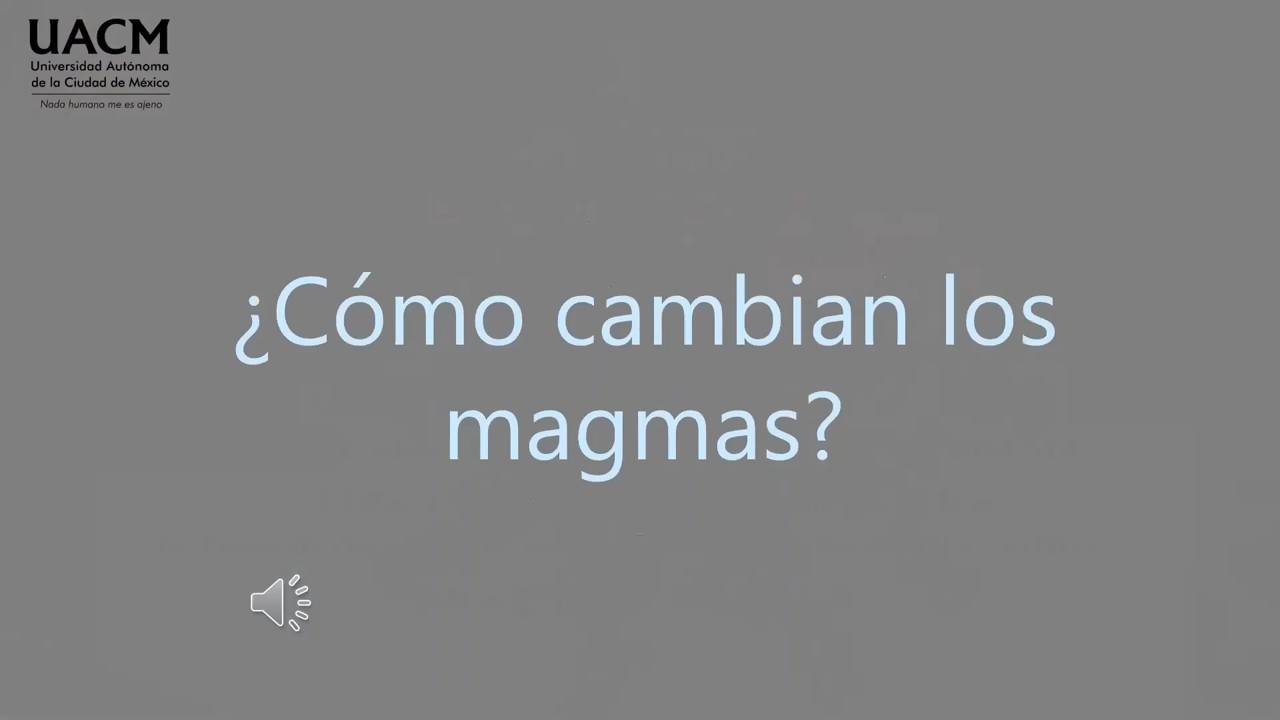 UACM
Universidad Autónoma
de la Ciudad de México
Nada humano me es ajeno
¿Cómo cambian los
magmas?